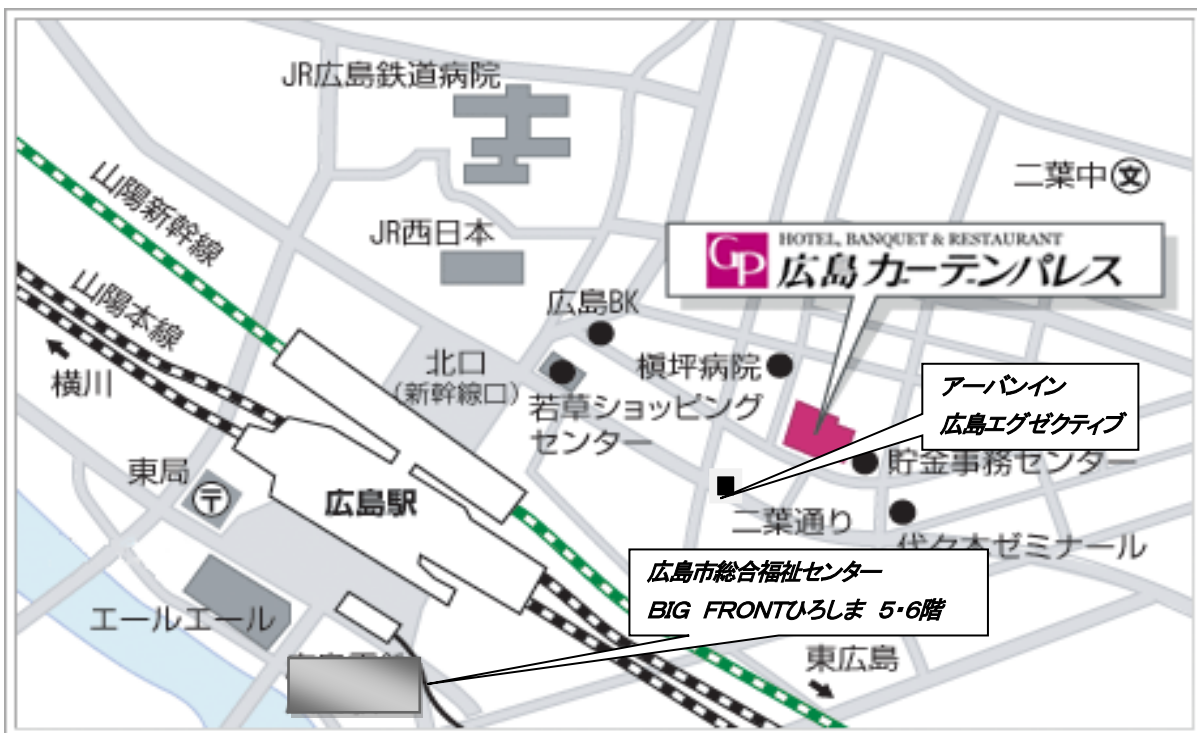 JR広島鉄道病院
二葉中 文
山陽新幹線
JR西日本
GP
HOTEL, BANQUET & RESTAURANT
広島ガーデンパレス
山陽本線
広島BK
横川
北口
(新幹線口)
槇坪病院
アーバンイン
広島エグゼクティブ
若草ショッピング
センター
東局
〒
広島駅
貯金事務センター
二葉通り
代々木ゼミナール
広島市総合福祉センター
BIG FRONTひろしま 5・6階
エールエール
東広島